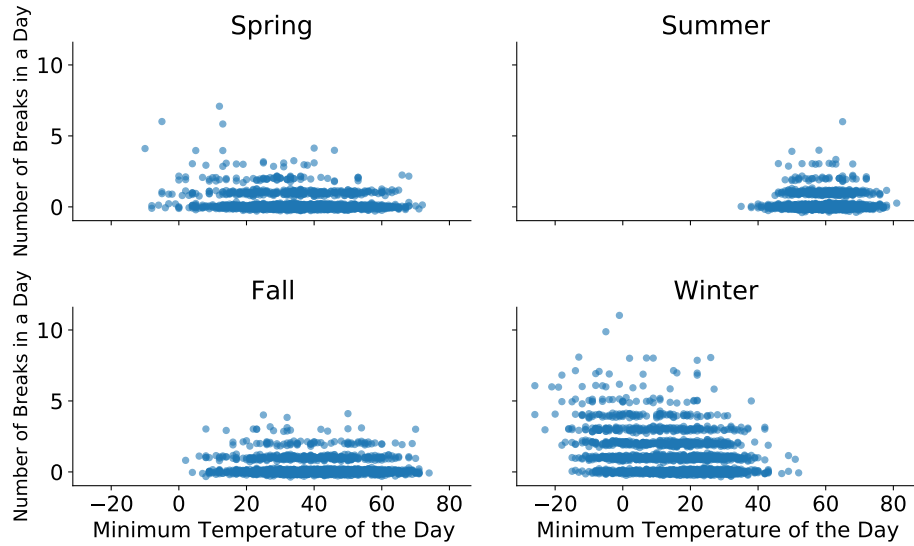 Spring
Summer
Number of Breaks in a Day
10
5
0
Fall
Winter
Number of Breaks in a Day
10
5
0
−20 0 20 40 60 80
−20 0 20 40 60 80
Minimum Temperature of the Day
Minimum Temperature of the Day